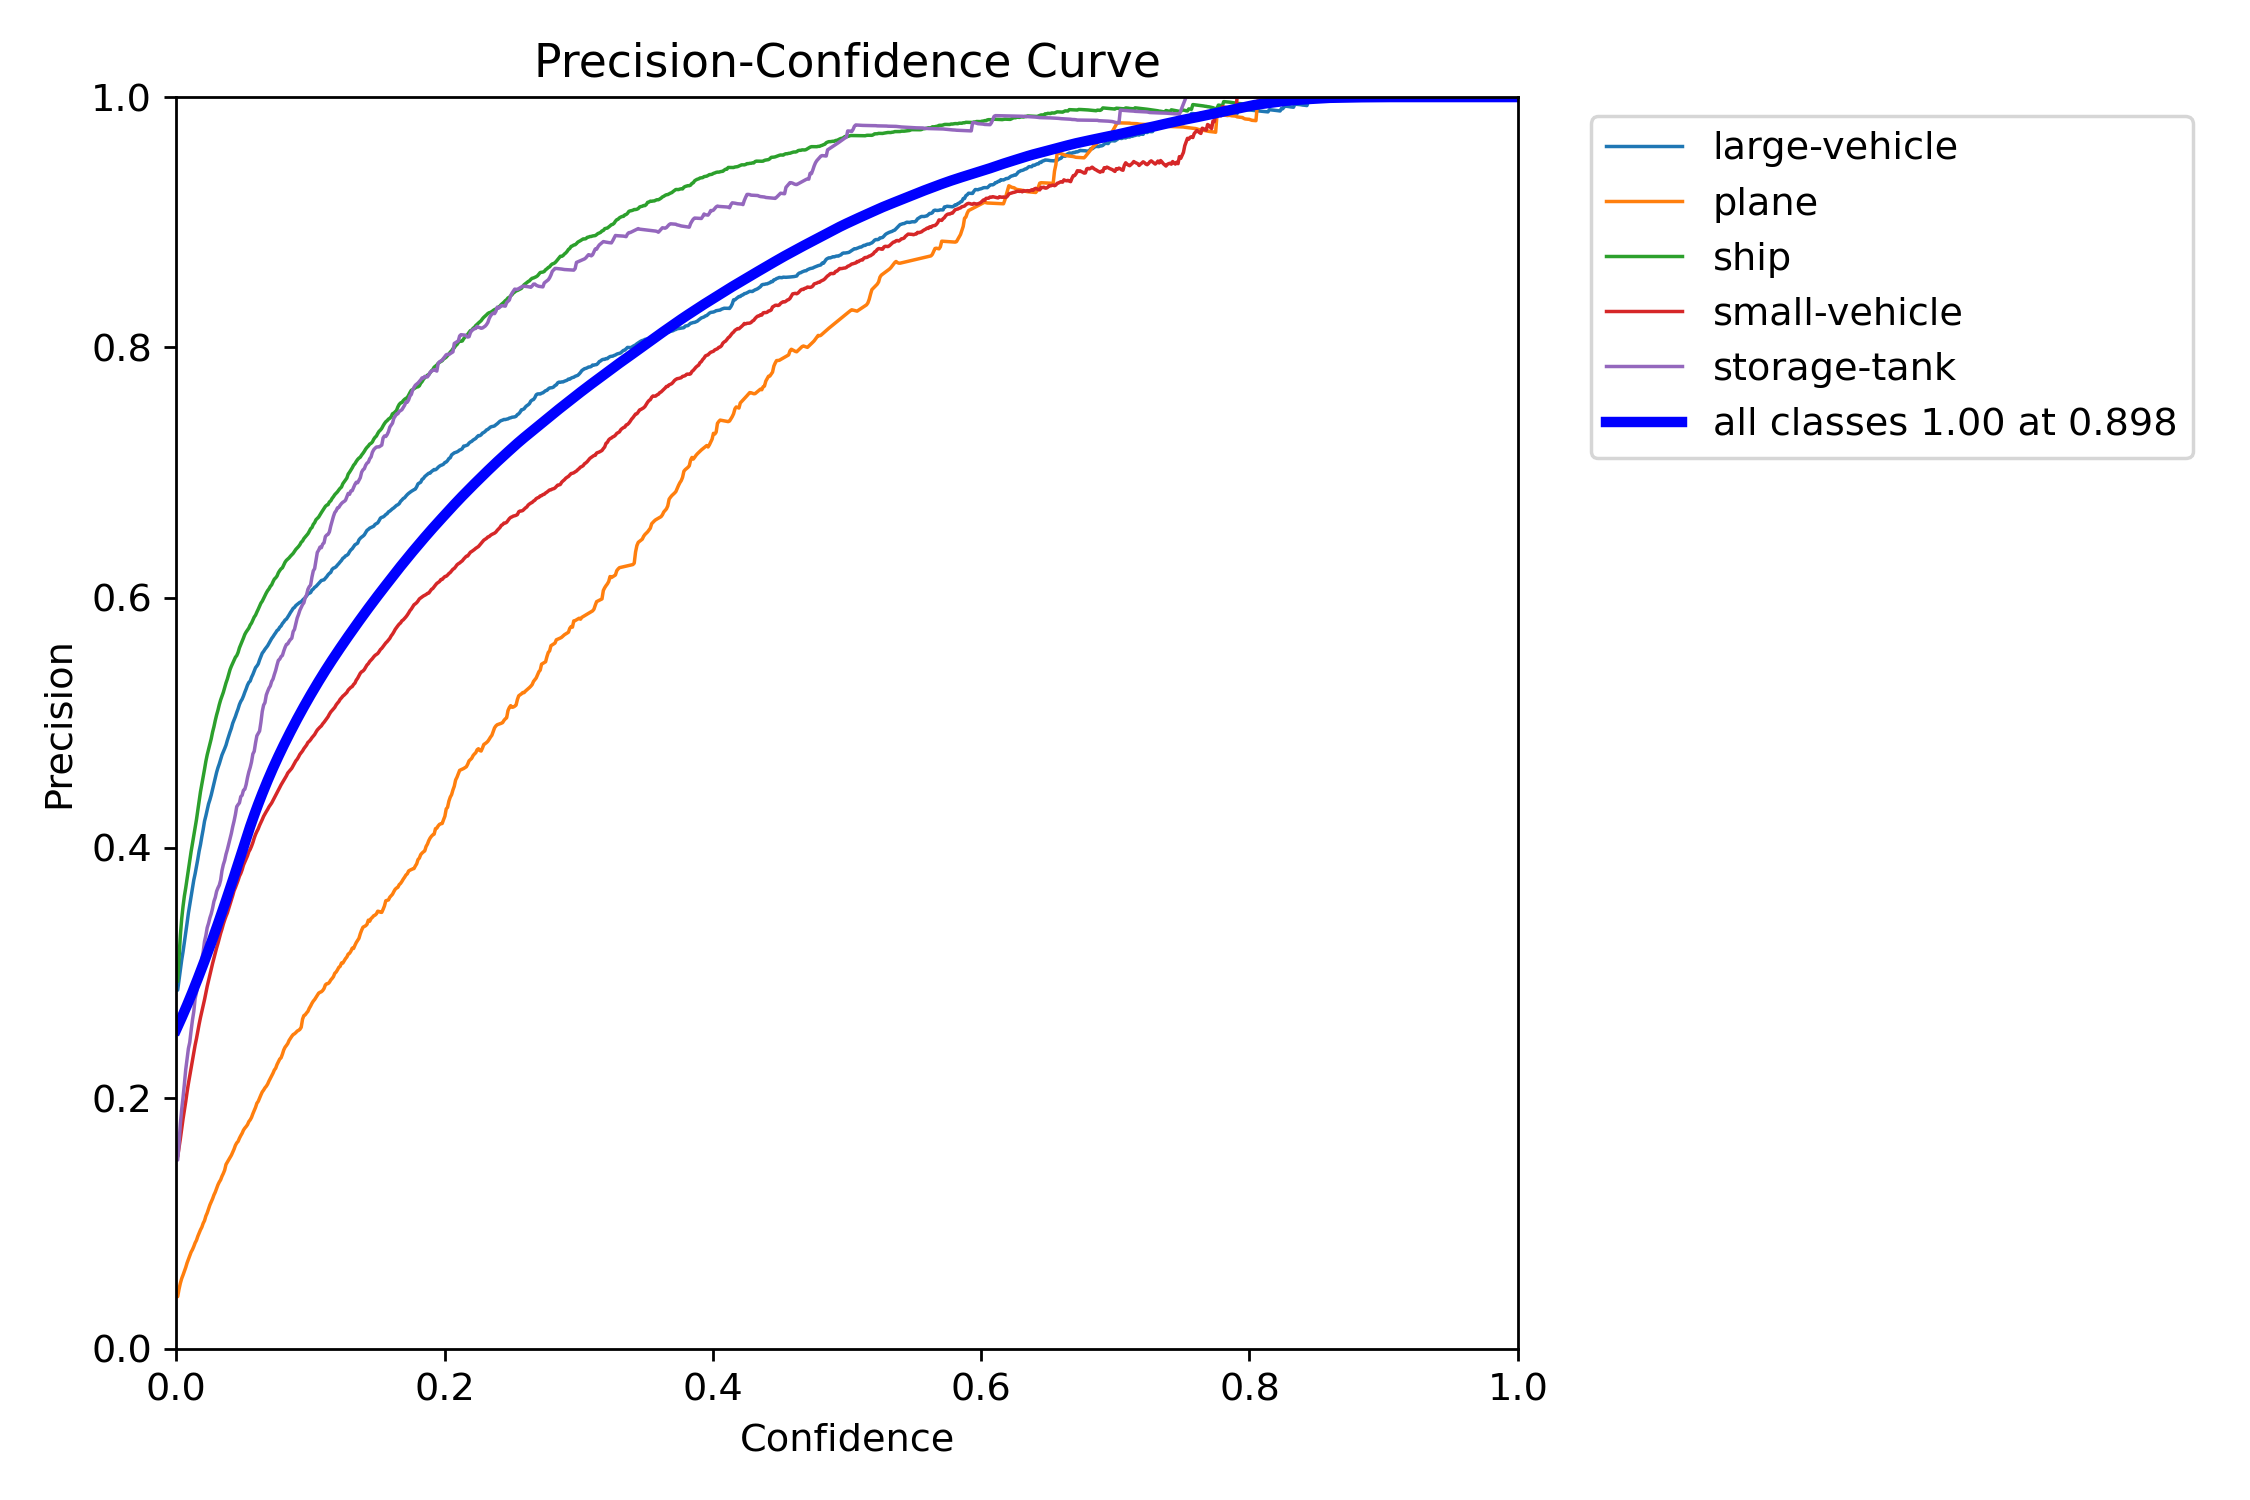 Precision-Confidence Curve
1.0
0.8
0.6
0.4
0.2
0.0
Precision
0.0 0.2 0.4 0.6 0.8 1.0
Confidence
large-vehicle
plane
ship
small-vehicle
storage-tank
all classes 1.00 at 0.898